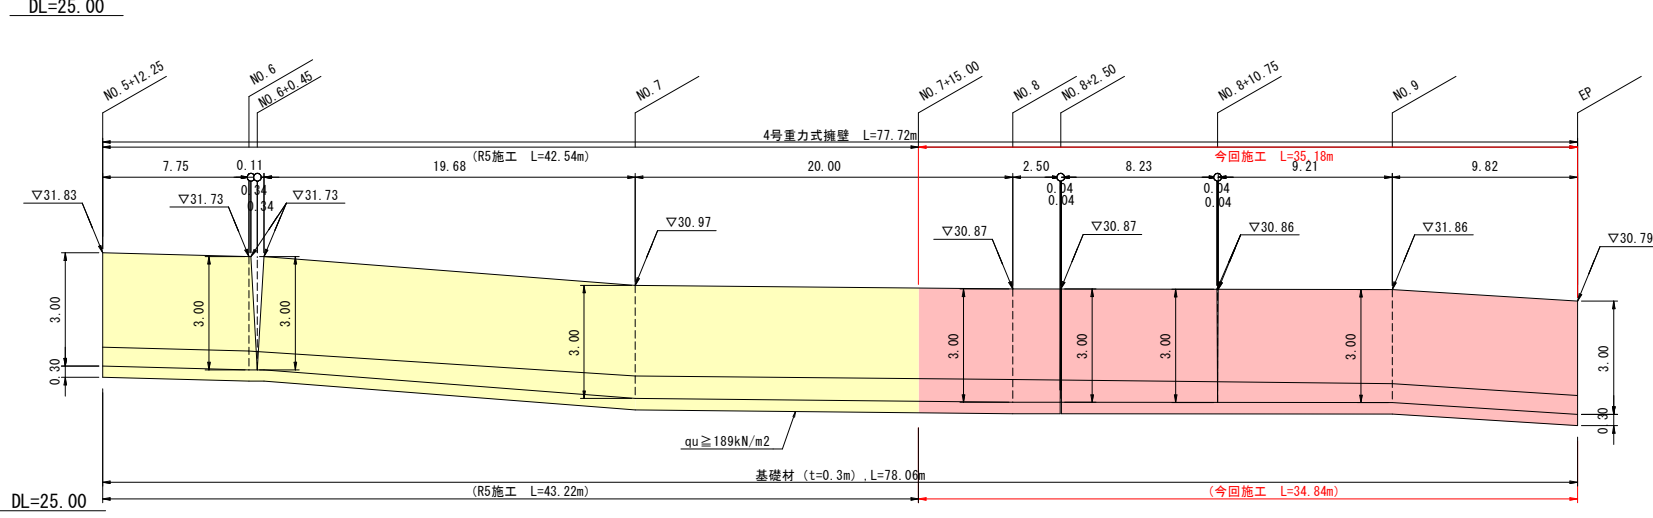 DL=25.00
NO.5+12.25
NO.6
NO.6+0.45
NO.7
NO.7+15.00
NO.8
NO.8+2.50
NO.8+10.75
NO.9
EP
4号重力式擁壁 L=77.72m
(R5施工 L=42.54m)
今回施工 L=35.18m
7.75
0.11
19.68
20.00
2.50
8.23
9.21
9.82
0.34
0.34
0.04
0.04
0.04
0.04
▽31.83
▽31.73
▽31.73
▽30.97
▽30.87
▽30.87
▽30.86
▽31.86
▽30.79
3.00
3.00
3.00
3.00
3.00
3.00
3.00
3.00
3.00
0.30
0.30
qu≧189kN/m2
基礎材 (t=0.3m) ,L=78.06m
(R5施工 L=43.22m)
(今回施工 L=34.84m)
DL=25.00